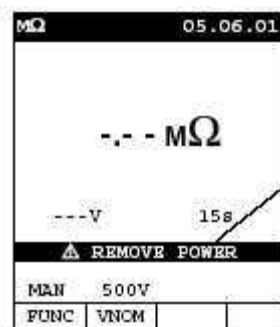 MΩ 05.06.01
-.-- MΩ
---V 15s
⚠ REMOVE POWER
MAN 500V
FUNC VNOM